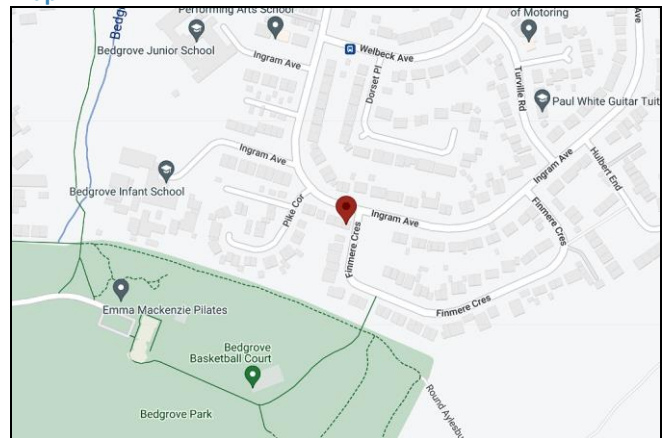 Performing Arts School
of Motoring
Bedgrove Junior School
Ingram Ave
Welbeck Ave
Dorset Pl
Turville Rd
Paul White Guitar Tuit
Ingram Ave
Bedgrove Infant School
Pike Cor
Ingram Ave
Ingram Ave
Hulbert End
Finmere Cres
Finmere Cres
Finmere Cres
Emma Mackenzie Pilates
Bedgrove
Basketball Court
Bedgrove Park
Round Aylesbu